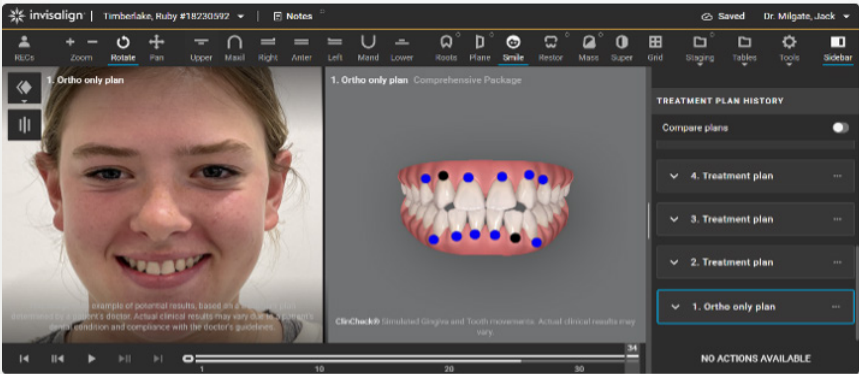 invisalign | Timberlake, Ruby #18230592 | Notes Saved Dr. Milgate, Jack
RECs Zoom Rotate Pan Upper Maxil Right Anter Left Mand Lower Roots Plane Smile Restor Mass Super Grid Staging Tables Tools Sidebar
1. Ortho only plan
1. Ortho only plan Comprehensive Package
TREATMENT PLAN HISTORY
Compare plans
4. Treatment plan
3. Treatment plan
2. Treatment plan
1. Ortho only plan
example of potential results, based on
patient's doctor. Actual clinical results may vary due to a patient's
dental condition and compliance with the doctor's guidelines.
ClinCheck® Simulated Gingiva and Tooth movements. Actual clinical results may
vary.
34
1 10 20 30
NO ACTIONS AVAILABLE